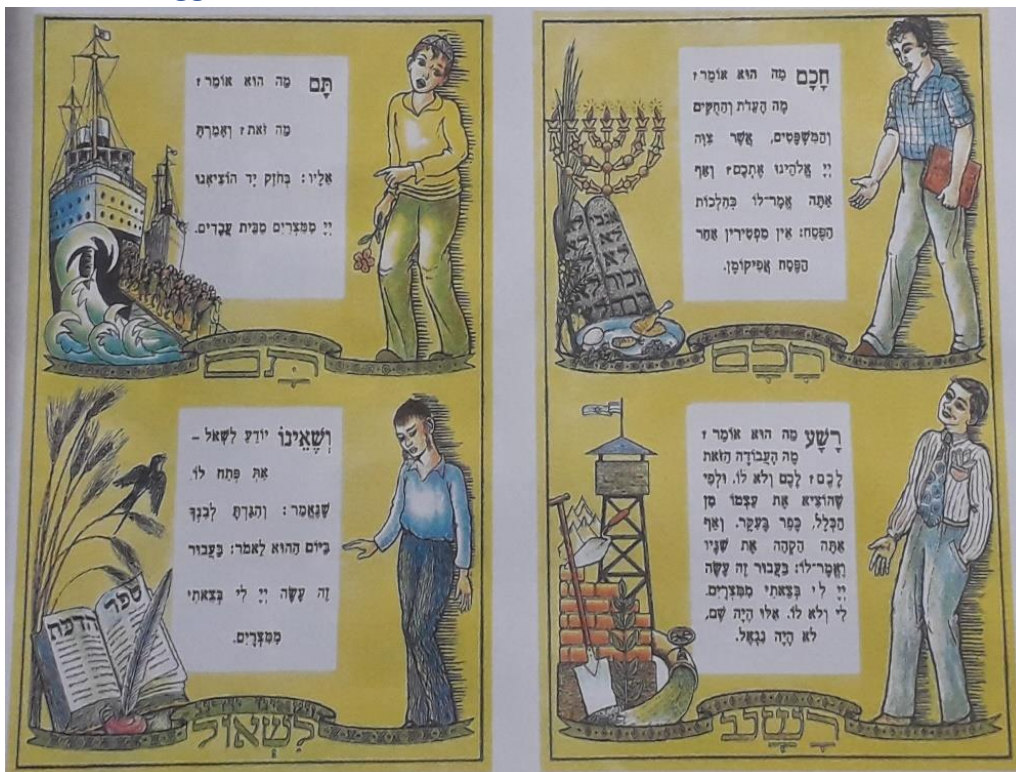 חָכָם מַה הוּא אוֹמֵר?
מָה הָעֵדֹת וְהַחֻקִּים
וְהַמִּשְׁפָּטִים, אֲשֶׁר צִוָּה
יְיָ אֱלֹהֵינוּ אֶתְכֶם? וְאַף
אַתָּה אֱמָר־לוֹ כְּהִלְכוֹת
הַפֶּסַח: אֵין מַפְטִירִין אַחַר
הַפֶּסַח אֲפִיקוֹמָן.
חָכָם
רָשָׁע מַה הוּא אוֹמֵר?
מָה הָעֲבוֹדָה הַזֹּאת
לָכֶם? לָכֶם וְלֹא לוֹ. וּלְפִי
שֶׁהוֹצִיא אֶת עַצְמוֹ מִן
הַכְּלָל, כָּפַר בָּעִקָּר. וְאַף
אַתָּה הַקְהֵה אֶת שִׁנָּיו
וֶאֱמָר־לוֹ: בַּעֲבוּר זֶה עָשָׂה
יְיָ לִי בְּצֵאתִי מִמִּצְרַיִם.
לִי וְלֹא לוֹ. אִלּוּ הָיָה שָׁם,
לֹא הָיָה נִגְאָל.
רָשָׁע
תָּם מַה הוּא אוֹמֵר?
מַה זֹּאת? וְאָמַרְתָּ
אֵלָיו: בְּחֹזֶק יָד הוֹצִיאָנוּ
יְיָ מִמִּצְרַיִם מִבֵּית עֲבָדִים.
תָּם
וְשֶׁאֵינוֹ יוֹדֵעַ לִשְׁאֹל –
אַתְּ פְּתַח לוֹ.
שֶׁנֶּאֱמַר: וְהִגַּדְתָּ לְבִנְךָ
בַּיּוֹם הַהוּא לֵאמֹר: בַּעֲבוּר
זֶה עָשָׂה יְיָ לִי בְּצֵאתִי
מִמִּצְרָיִם.
ספר
הדמת
לִשְׁאוֹל